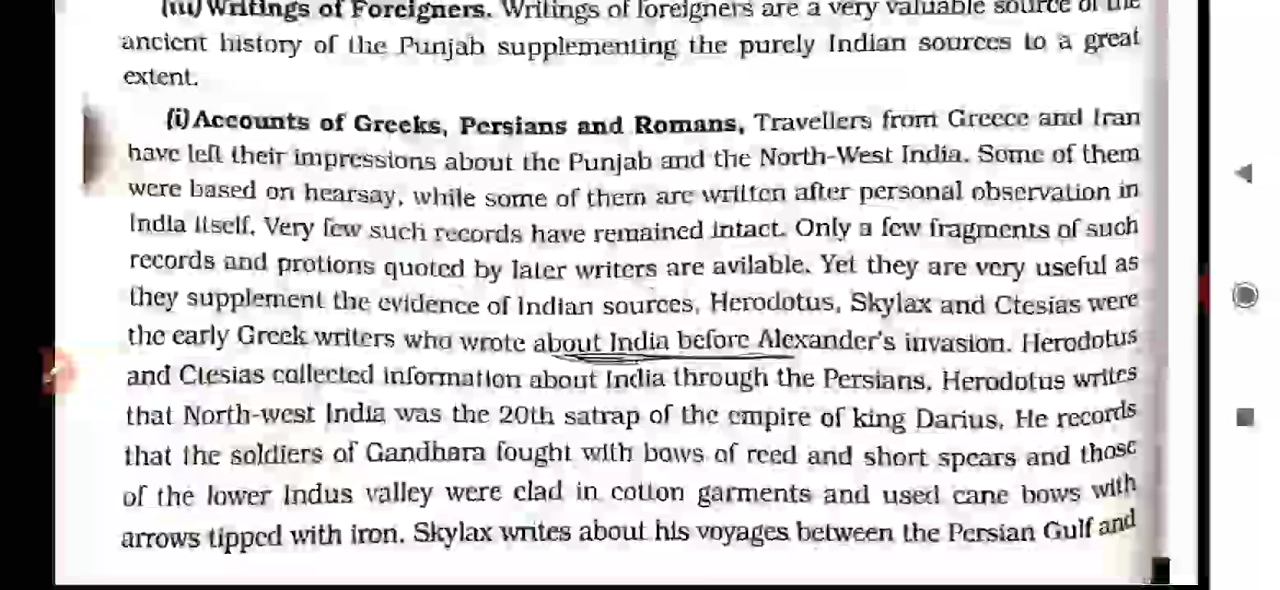 (iii) Writings of Foreigners. Writings of foreigners are a very valuable source of the
ancient history of the Punjab supplementing the purely Indian sources to a great
extent.
(i) Accounts of Greeks, Persians and Romans, Travellers from Greece and Iran
have left their impressions about the Punjab and the North-West India. Some of them
were based on hearsay, while some of them are written after personal observation in
India itself. Very few such records have remained intact. Only a few fragments of such
records and protions quoted by later writers are avilable. Yet they are very useful as
they supplement the evidence of Indian sources, Herodotus, Skylax and Ctesias were
the early Greek writers who wrote about India before Alexander's invasion. Herodotus
and Ctesias collected information about India through the Persians. Herodotus writes
that North-west India was the 20th satrap of the empire of king Darius. He records
that the soldiers of Gandhara fought with bows of reed and short spears and those
of the lower Indus valley were clad in cotton garments and used cane bows with
arrows tipped with iron. Skylax writes about his voyages between the Persian Gulf and